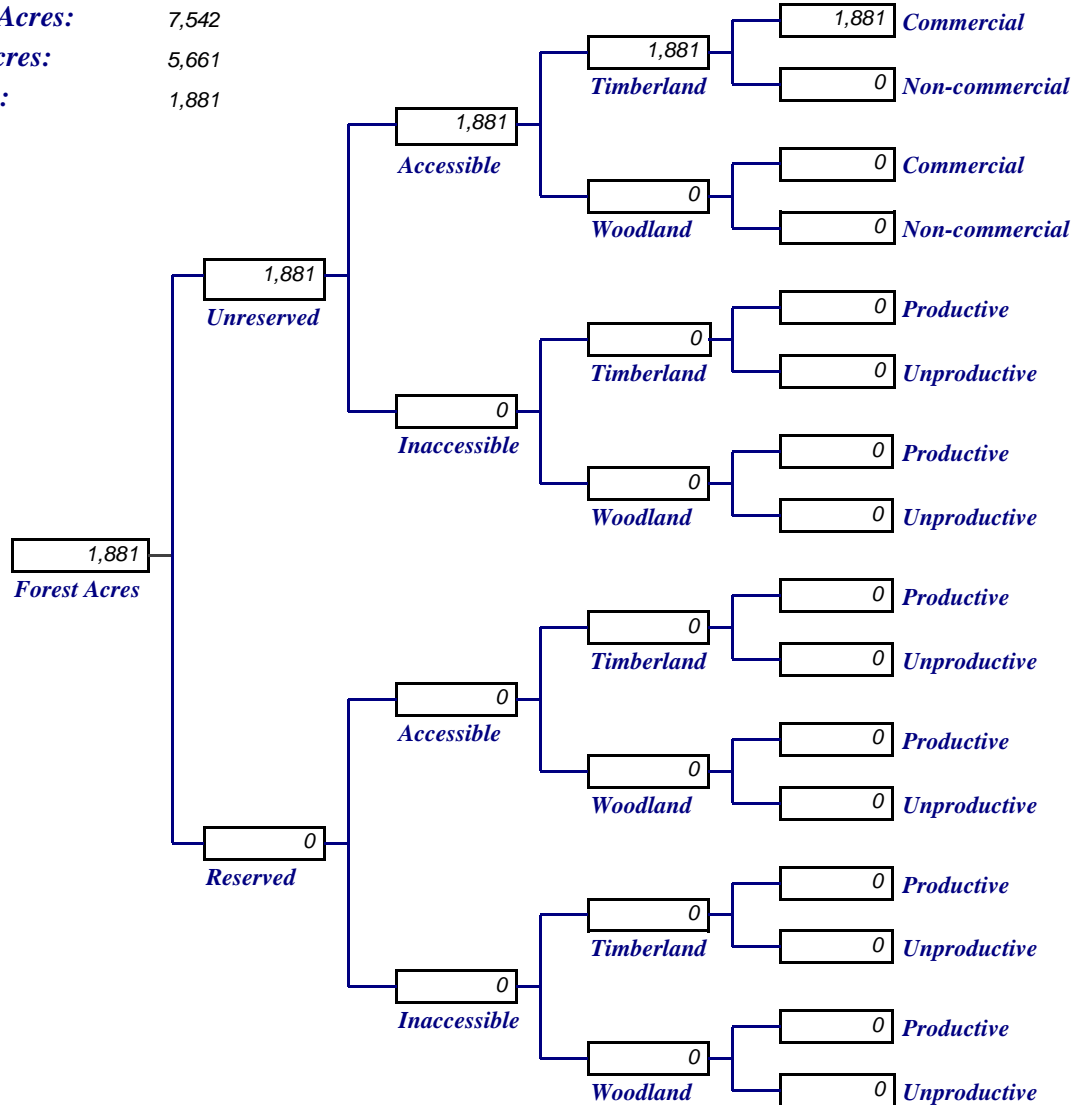 Acres: 7,542
cres: 5,661
: 1,881
1,881 Commercial
1,881
Timberland
0 Non-commercial
1,881
Accessible
0 Commercial
0
Woodland
0 Non-commercial
1,881
Unreserved
0 Productive
0
Timberland
0 Unproductive
0
Inaccessible
0 Productive
0
Woodland
0 Unproductive
1,881
Forest Acres
0 Productive
0
Timberland
0 Unproductive
0
Accessible
0 Productive
0
Woodland
0 Unproductive
0
Reserved
0 Productive
0
Timberland
0 Unproductive
0
Inaccessible
0 Productive
0
Woodland
0 Unproductive